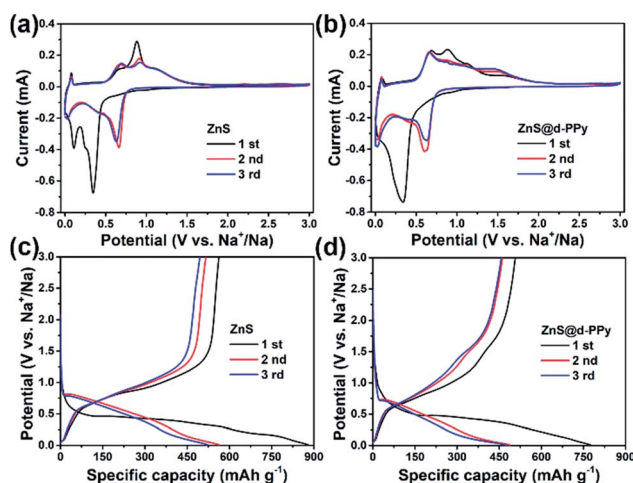 (a)
0.4
0.2
0.0
-0.2
-0.4
-0.6
-0.8
Current (mA)
ZnS
1 st
2 nd
3 rd
0.0 0.5 1.0 1.5 2.0 2.5 3.0
Potential (V vs. Na⁺/Na)
(b)
0.4
0.2
0.0
-0.2
-0.4
-0.6
-0.8
Current (mA)
ZnS@d-PPy
1 st
2 nd
3 rd
0.0 0.5 1.0 1.5 2.0 2.5 3.0
Potential (V vs. Na⁺/Na)
(c)
3.0
2.5
2.0
1.5
1.0
0.5
0.0
Potential (V vs. Na⁺/Na)
ZnS
1 st
2 nd
3 rd
0 150 300 450 600 750 900
Specific capacity (mAh g⁻¹)
(d)
3.0
2.5
2.0
1.5
1.0
0.5
0.0
Potential (V vs. Na⁺/Na)
ZnS@d-PPy
1 st
2 nd
3 rd
0 150 300 450 600 750 900
Specific capacity (mAh g⁻¹)